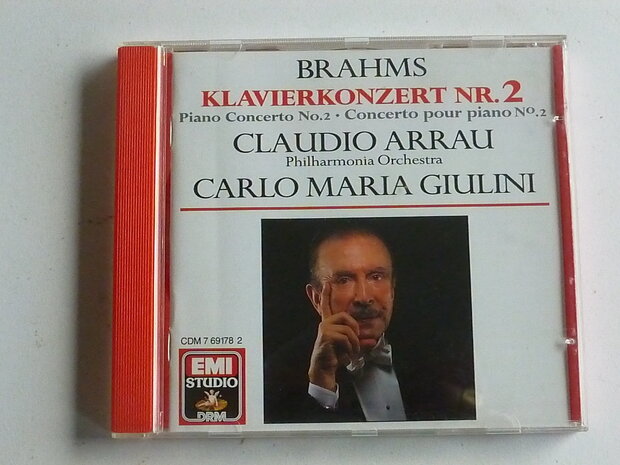 BRAHMS
KLAVIERKONZERT NR.2
Piano Concerto No.2 · Concerto pour piano No.2
CLAUDIO ARRAU
Philharmonia Orchestra
CARLO MARIA GIULINI
CDM 7 69178 2
EMI
STUDIO
DRM